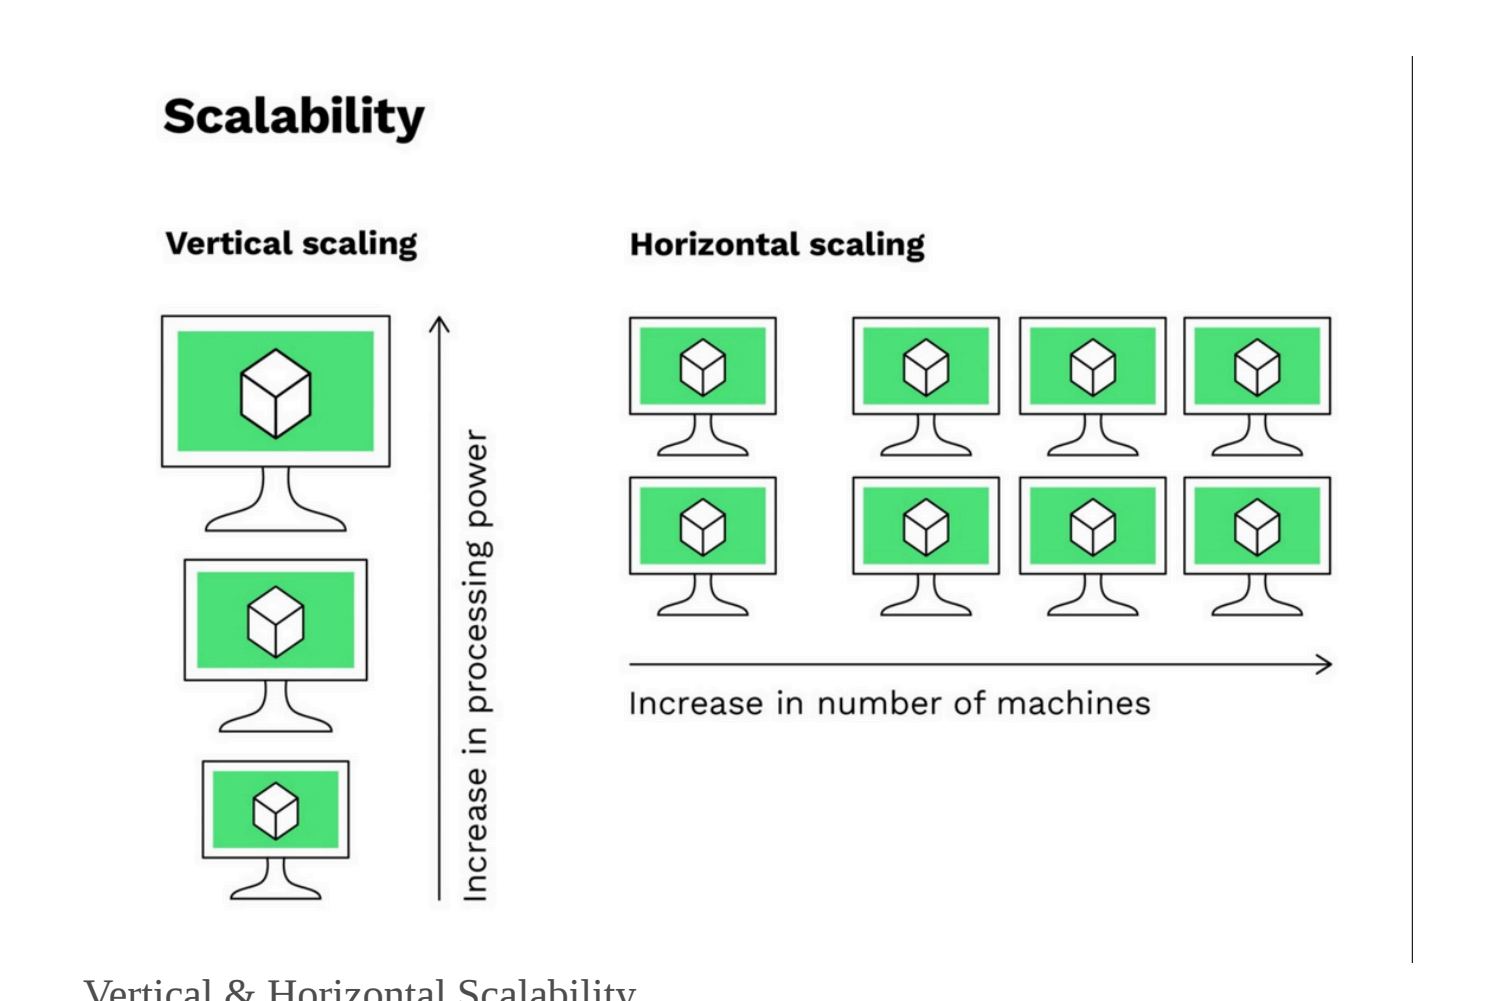 Scalability
Vertical scaling
Increase in processing power
Horizontal scaling
Increase in number of machines
Vertical & Horizontal Scalability